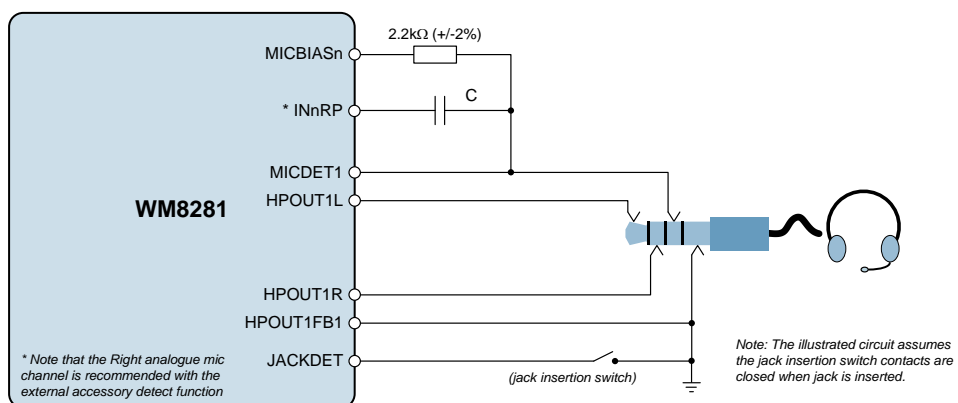 2.2kΩ (+/-2%)
MICBIASn
C
* INnRP
MICDET1
HPOUT1L
WM8281
HPOUT1R
HPOUT1FB1
JACKDET
* Note that the Right analogue mic
channel is recommended with the
external accessory detect function
(jack insertion switch)
Note: The illustrated circuit assumes
the jack insertion switch contacts are
closed when jack is inserted.